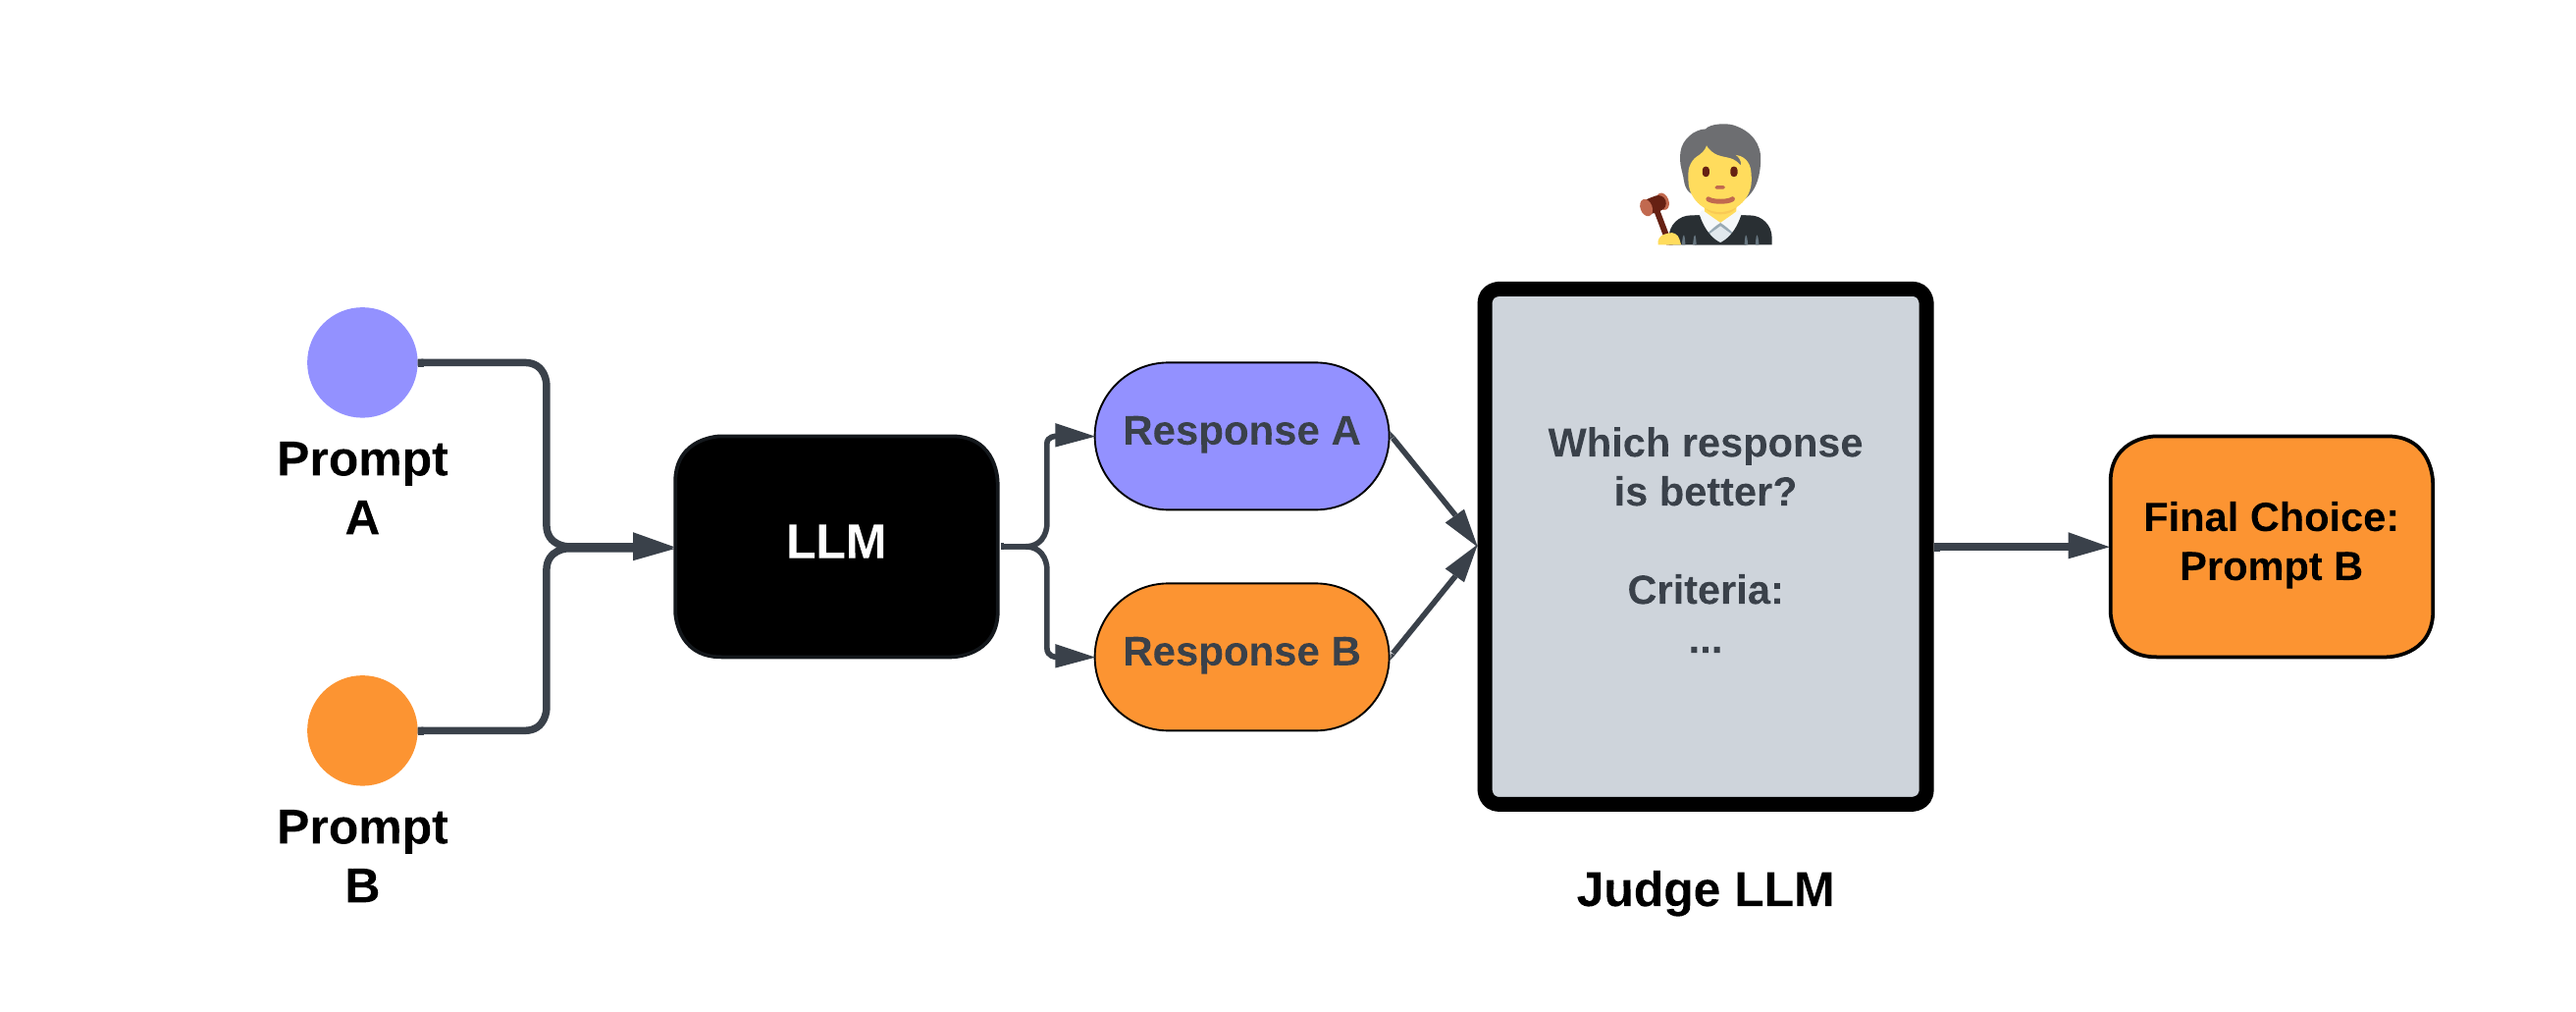 Prompt
A
Prompt
B
LLM
Response A
Response B
Which response
is better?
Criteria:
...
Judge LLM
Final Choice:
Prompt B